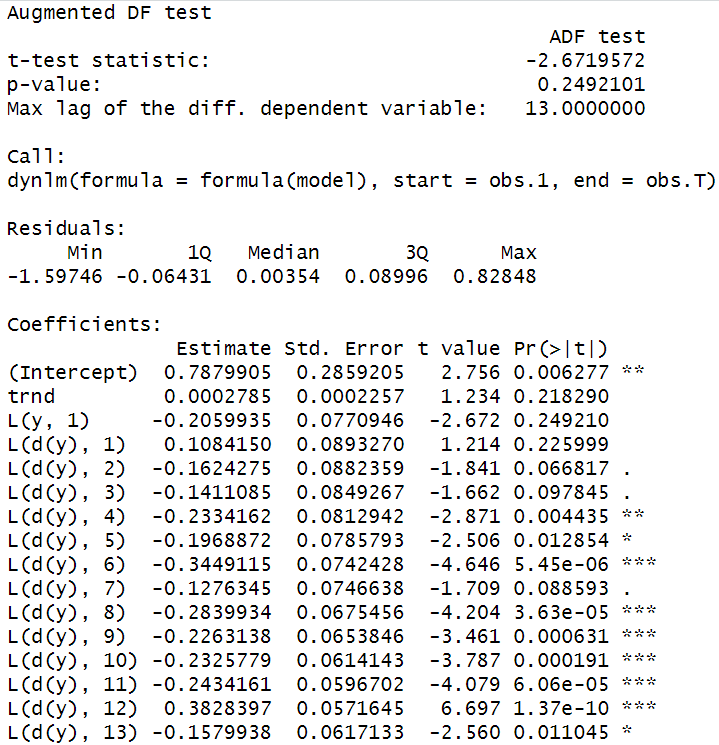 Augmented DF test
ADF test
t-test statistic: -2.6719572
p-value: 0.2492101
Max lag of the diff. dependent variable: 13.0000000
Call:
dynlm(formula = formula(model), start = obs.1, end = obs.T)
Residuals:
Min 1Q Median 3Q Max
-1.59746 -0.06431 0.00354 0.08996 0.82848
Coefficients:
Estimate Std. Error t value Pr(>|t|)
(Intercept) 0.7879905 0.2859205 2.756 0.006277 **
trnd 0.0002785 0.0002257 1.234 0.218290
L(y, 1) -0.2059935 0.0770946 -2.672 0.249210
L(d(y), 1) 0.1084150 0.0893270 1.214 0.225999
L(d(y), 2) -0.1624275 0.0882359 -1.841 0.066817 .
L(d(y), 3) -0.1411085 0.0849267 -1.662 0.097845 .
L(d(y), 4) -0.2334162 0.0812942 -2.871 0.004435 **
L(d(y), 5) -0.1968872 0.0785793 -2.506 0.012854 *
L(d(y), 6) -0.3449115 0.0742428 -4.646 5.45e-06 ***
L(d(y), 7) -0.1276345 0.0746638 -1.709 0.088593 .
L(d(y), 8) -0.2839934 0.0675456 -4.204 3.63e-05 ***
L(d(y), 9) -0.2263138 0.0653846 -3.461 0.000631 ***
L(d(y), 10) -0.2325779 0.0614143 -3.787 0.000191 ***
L(d(y), 11) -0.2434161 0.0596702 -4.079 6.06e-05 ***
L(d(y), 12) 0.3828397 0.0571645 6.697 1.37e-10 ***
L(d(y), 13) -0.1579938 0.0617133 -2.560 0.011045 *